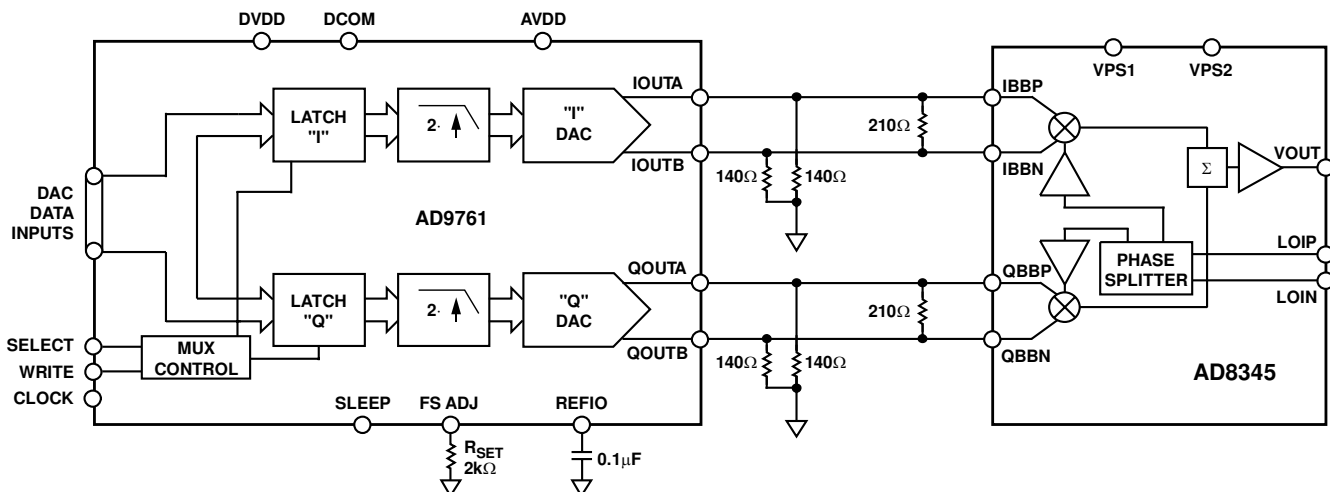 DVDD
DCOM
AVDD
VPS1
VPS2
LATCH
"I"
2·
"I"
DAC
IOUTA
IOUTB
210Ω
140Ω
140Ω
IBBP
IBBN
Σ
VOUT
DAC
DATA
INPUTS
AD9761
PHASE
SPLITTER
LOIP
LOIN
LATCH
"Q"
2·
"Q"
DAC
QOUTA
QOUTB
210Ω
140Ω
140Ω
QBBP
QBBN
AD8345
SELECT
WRITE
CLOCK
MUX
CONTROL
SLEEP
FS ADJ
REFIO
RSET
2kΩ
0.1μF